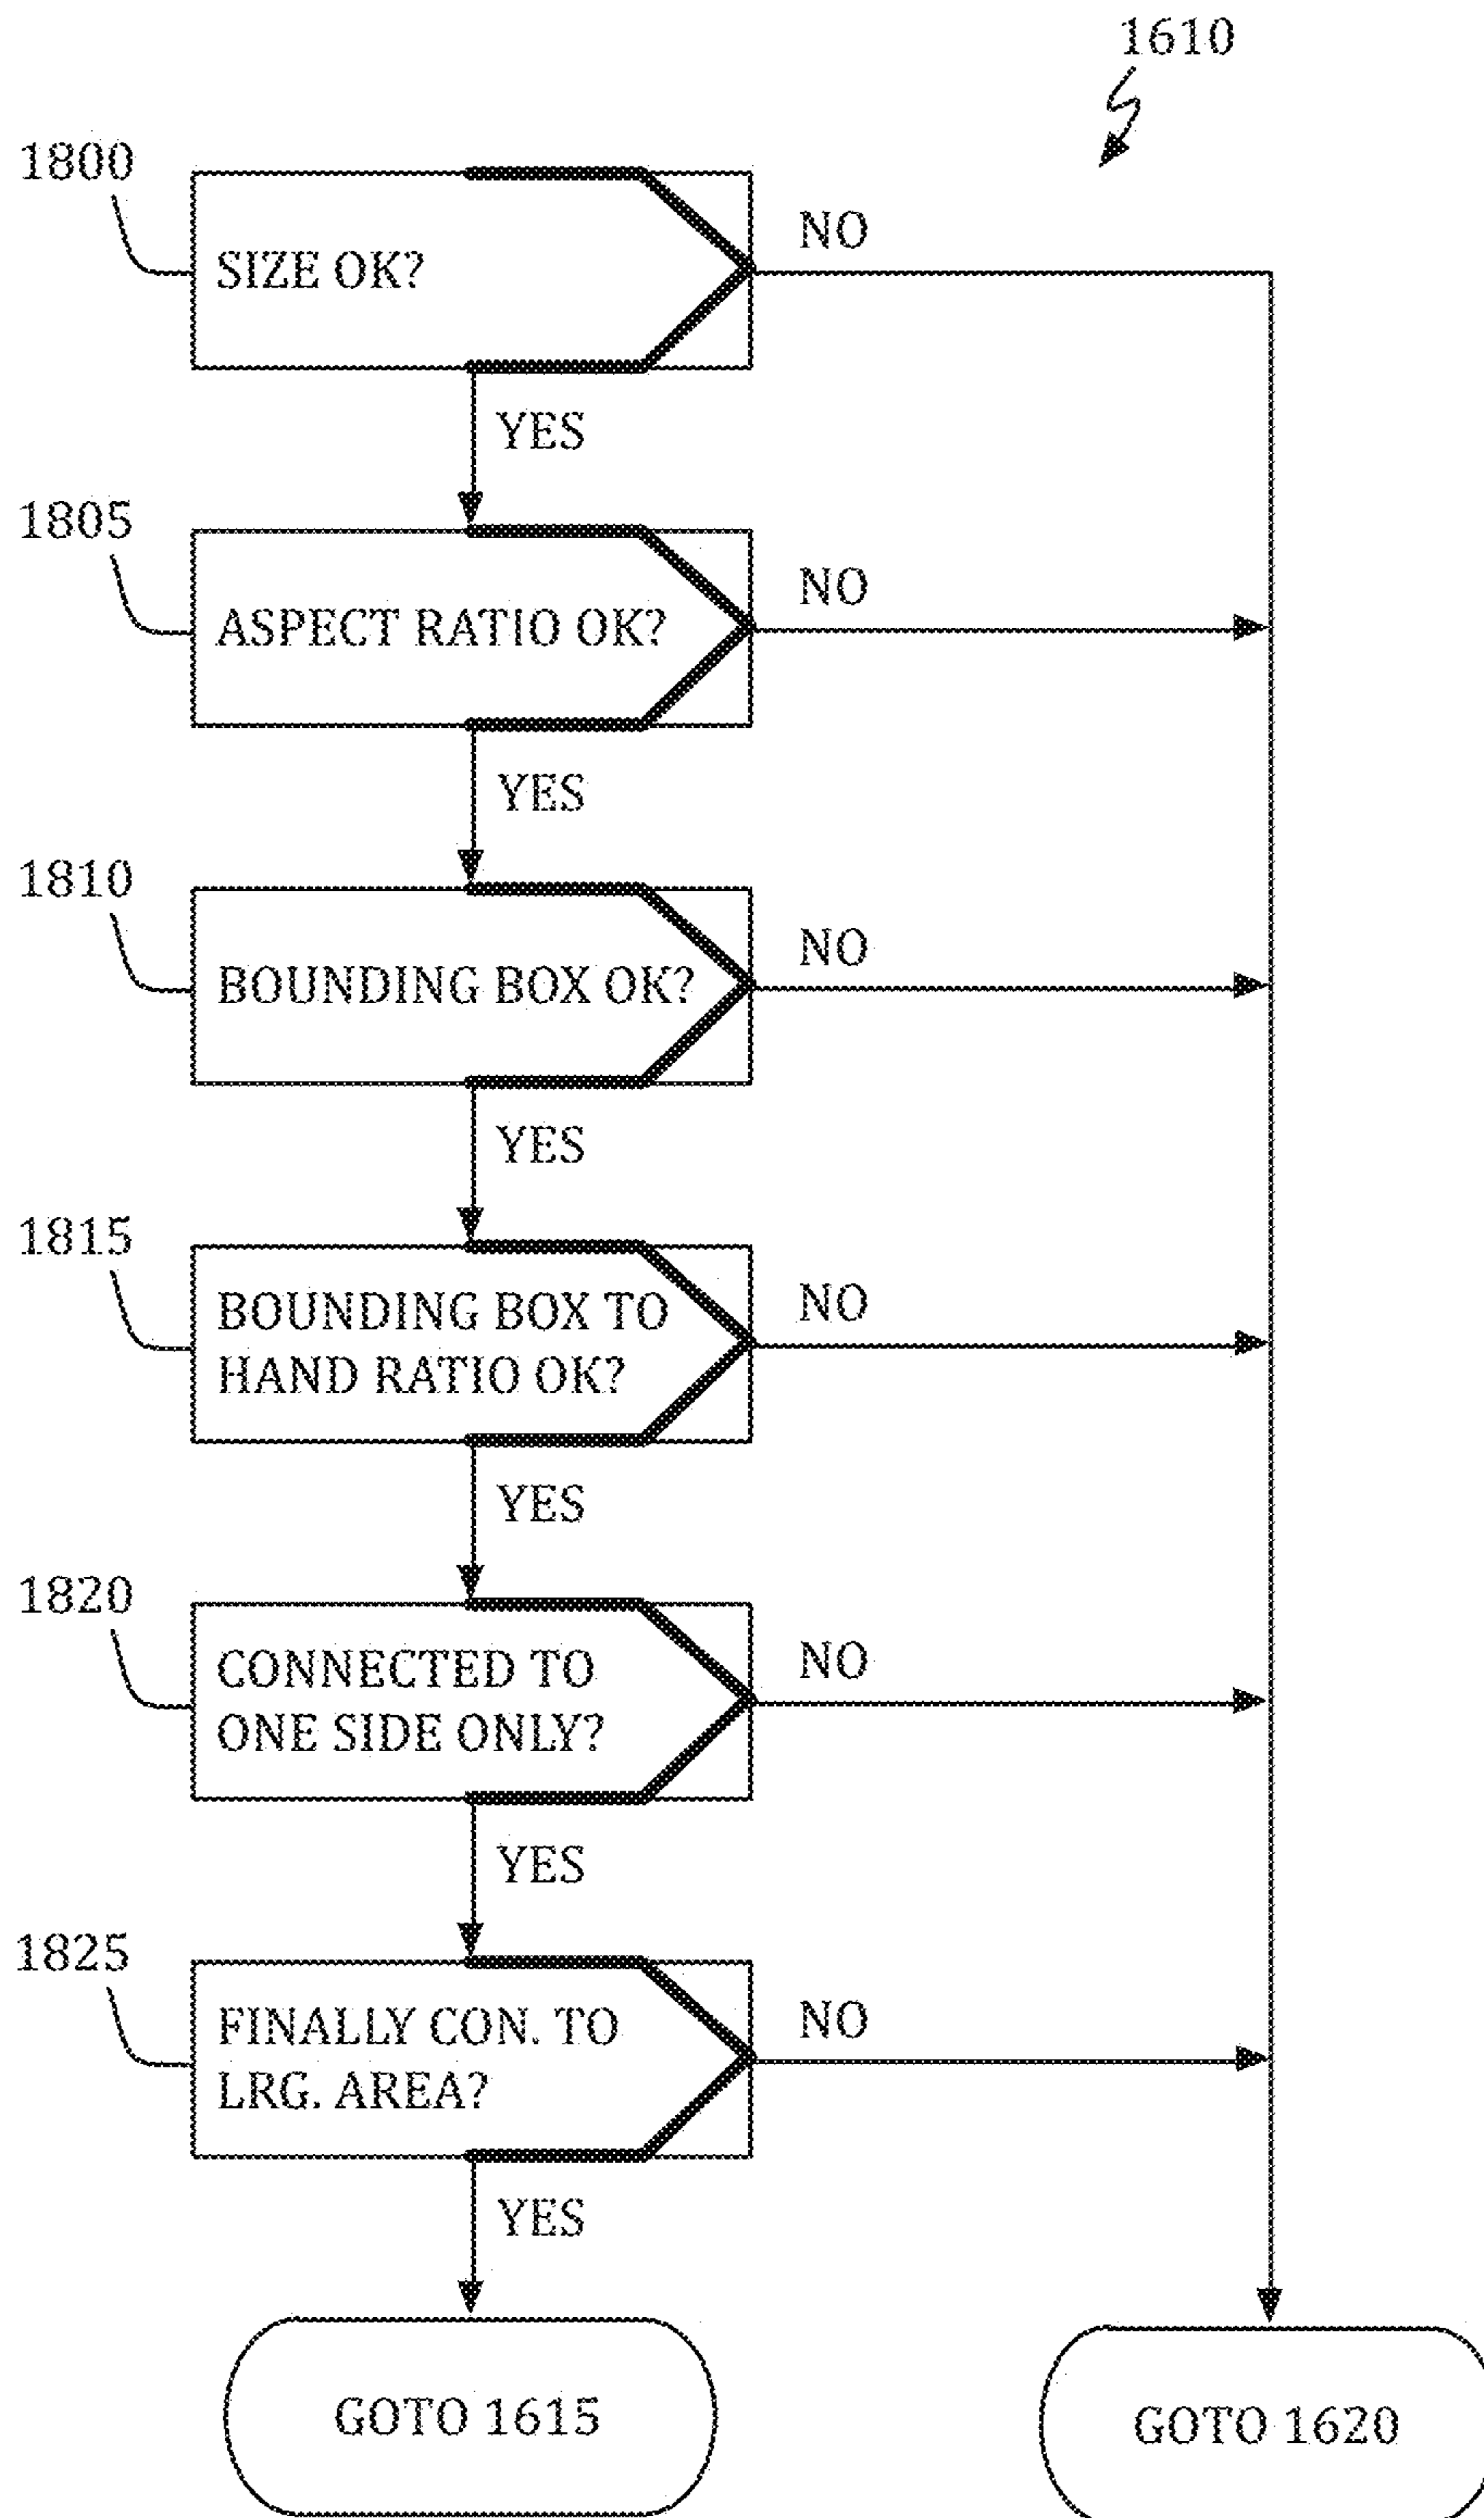 1610
1800
SIZE OK?
NO
YES
1805
ASPECT RATIO OK?
NO
YES
1810
BOUNDING BOX OK?
NO
YES
1815
BOUNDING BOX TO
HAND RATIO OK?
NO
YES
1820
CONNECTED TO
ONE SIDE ONLY?
NO
YES
1825
FINALLY CON. TO
LRG. AREA?
NO
YES
GOTO 1615
GOTO 1620